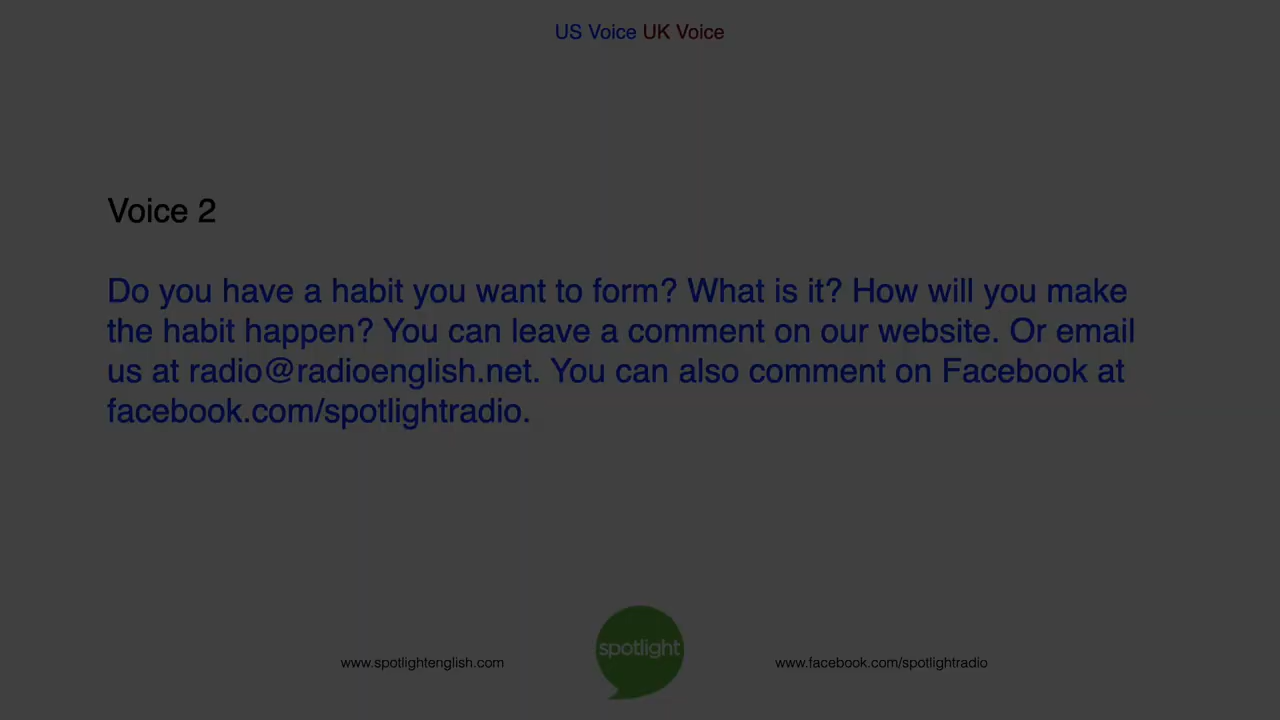 US Voice UK Voice
Voice 2
Do you have a habit you want to form? What is it? How will you make
the habit happen? You can leave a comment on our website. Or email
us at radio@radioenglish.net. You can also comment on Facebook at
facebook.com/spotlightradio.
spotlight
www.spotlightenglish.com
www.facebook.com/spotlightradio